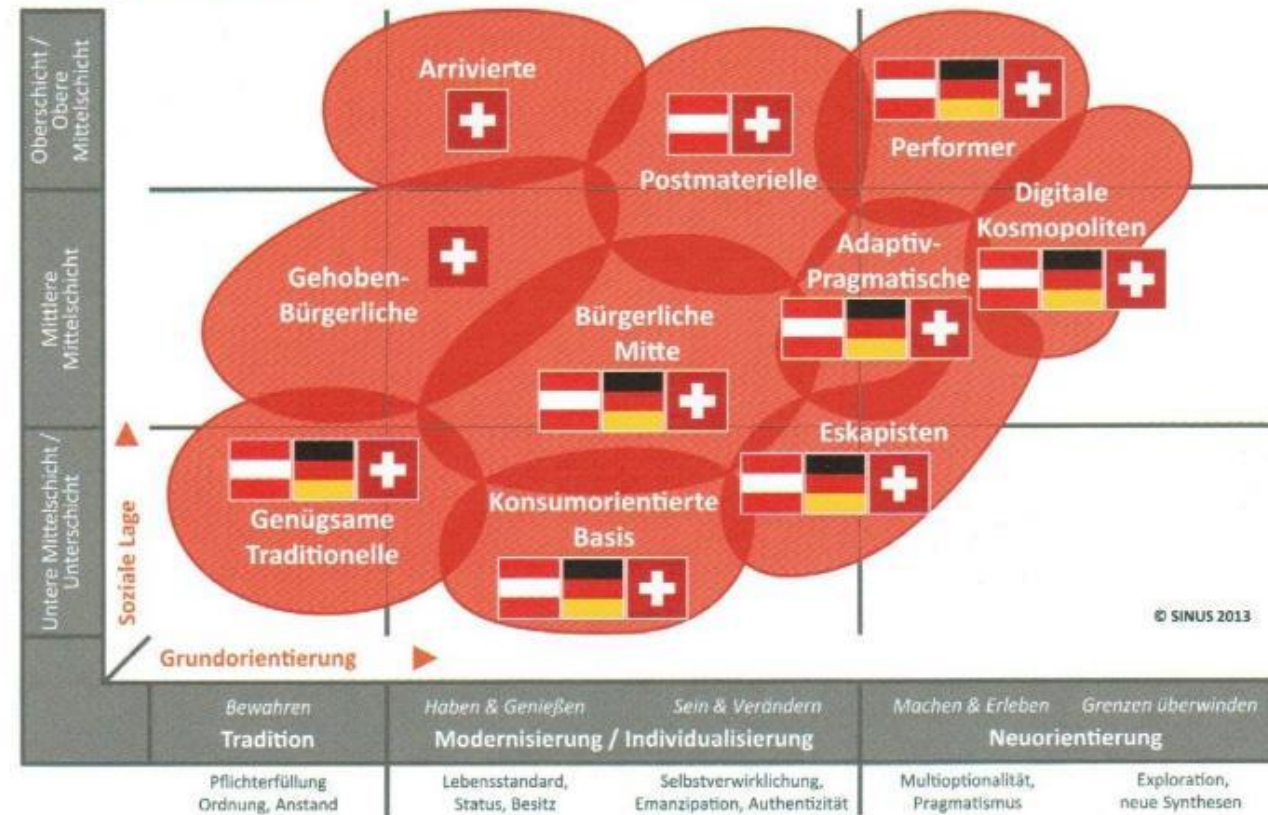 Oberschicht /
Obere
Mittelschicht
Mittlere
Mittelschicht
Untere Mittelschicht /
Unterschicht
Soziale Lage
Arrivierte
Postmaterielle
Performer
Digitale
Kosmopoliten
Adaptiv-
Pragmatische
Gehoben-
Bürgerliche
Bürgerliche
Mitte
Eskapisten
Genügsame
Traditionelle
Konsumorientierte
Basis
© SINUS 2013
Grundorientierung
Bewahren
Tradition
Haben & Genießen
Sein & Verändern
Modernisierung / Individualisierung
Machen & Erleben
Grenzen überwinden
Neuorientierung
Pflichterfüllung
Ordnung, Anstand
Lebensstandard,
Status, Besitz
Selbstverwirklichung,
Emanzipation, Authentizität
Multioptionalität,
Pragmatismus
Exploration,
neue Synthesen